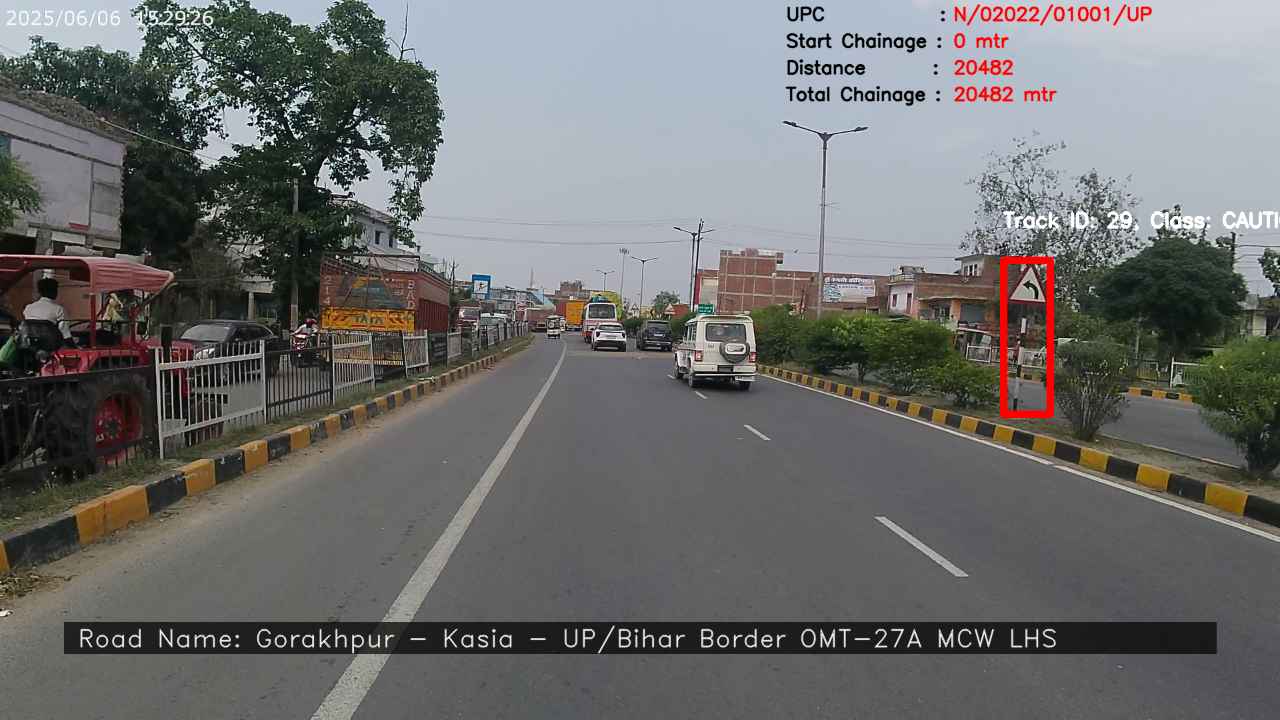 2025/06/06 15:29:26
UPC : N/02022/01001/UP
Start Chainage : 0 mtr
Distance : 20482
Total Chainage : 20482 mtr
Track ID: 29, Class: CAUTI
TATA
Road Name: Gorakhpur - Kasia - UP/Bihar Border OMT-27A MCW LHS